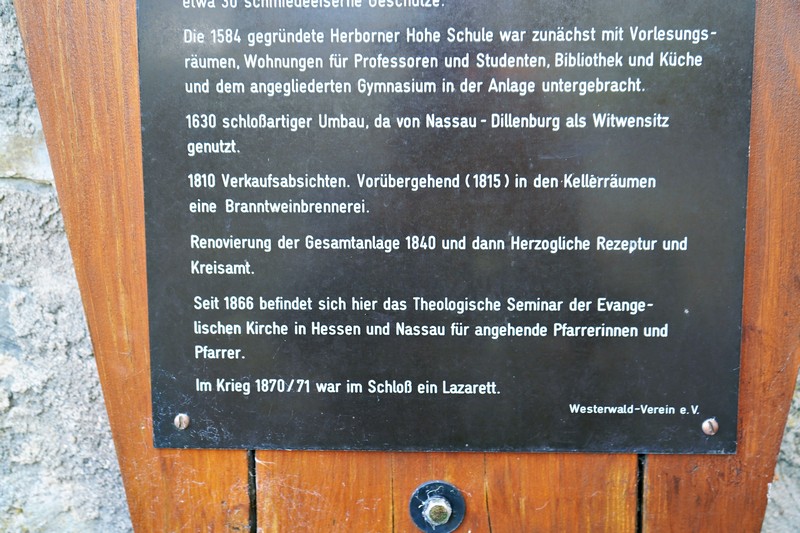 etwa 30 schmiedeeiserne Geschütze.
Die 1584 gegründete Herborner Hohe Schule war zunächst mit Vorlesungs-
räumen, Wohnungen für Professoren und Studenten, Bibliothek und Küche
und dem angegliederten Gymnasium in der Anlage untergebracht.
1630 schloßartiger Umbau, da von Nassau - Dillenburg als Witwensitz
genutzt.
1810 Verkaufsabsichten. Vorübergehend (1815) in den Kellerräumen
eine Branntweinbrennerei.
Renovierung der Gesamtanlage 1840 und dann Herzogliche Rezeptur und
Kreisamt.
Seit 1866 befindet sich hier das Theologische Seminar der Evange-
lischen Kirche in Hessen und Nassau für angehende Pfarrerinnen und
Pfarrer.
Im Krieg 1870/71 war im Schloß ein Lazarett.
Westerwald-Verein e.V.